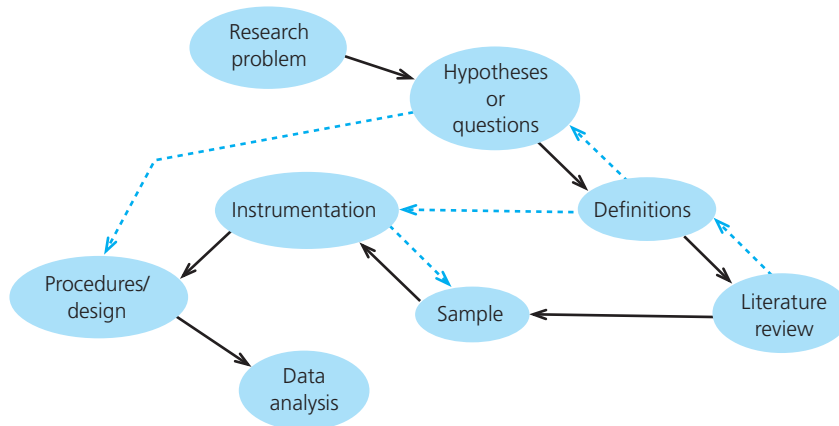 Research
problem
Hypotheses
or
questions
Instrumentation
Definitions
Procedures/
design
Sample
Literature
review
Data
analysis